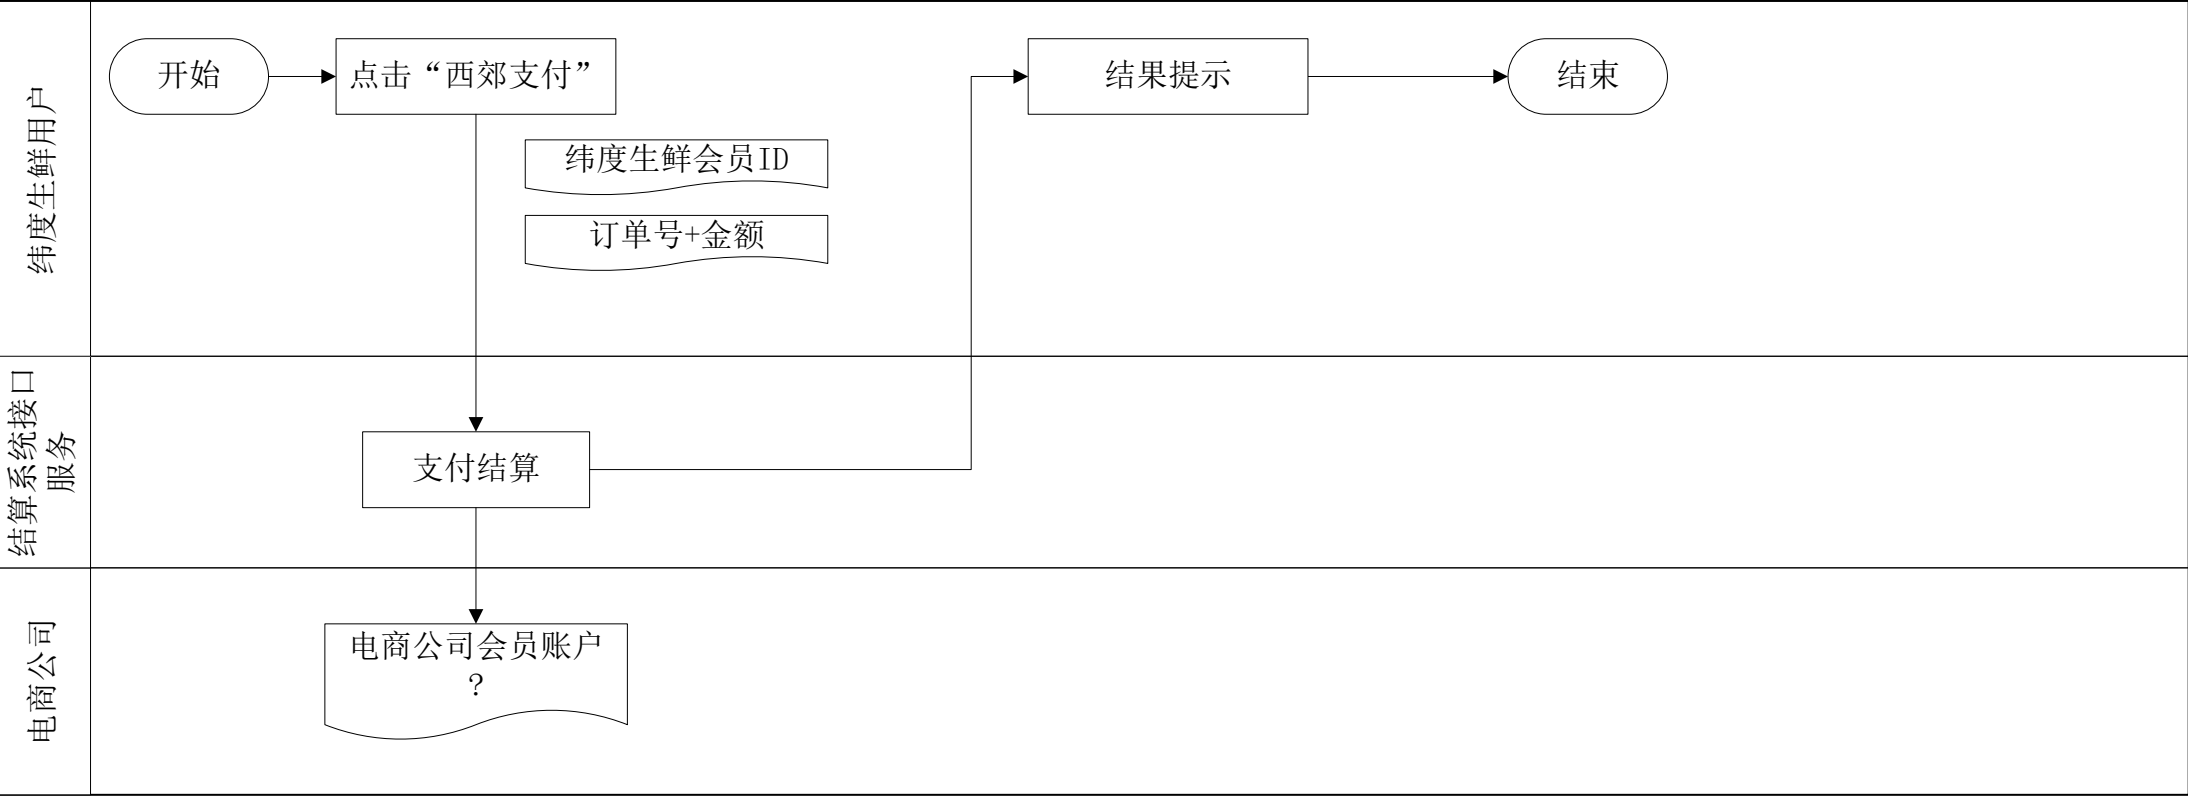 纬度生鲜用户
开始
点击“西郊支付”
结果提示
结束
纬度生鲜会员ID
订单号+金额
结算系统接口
服务
支付结算
电商公司
电商公司会员账户
?